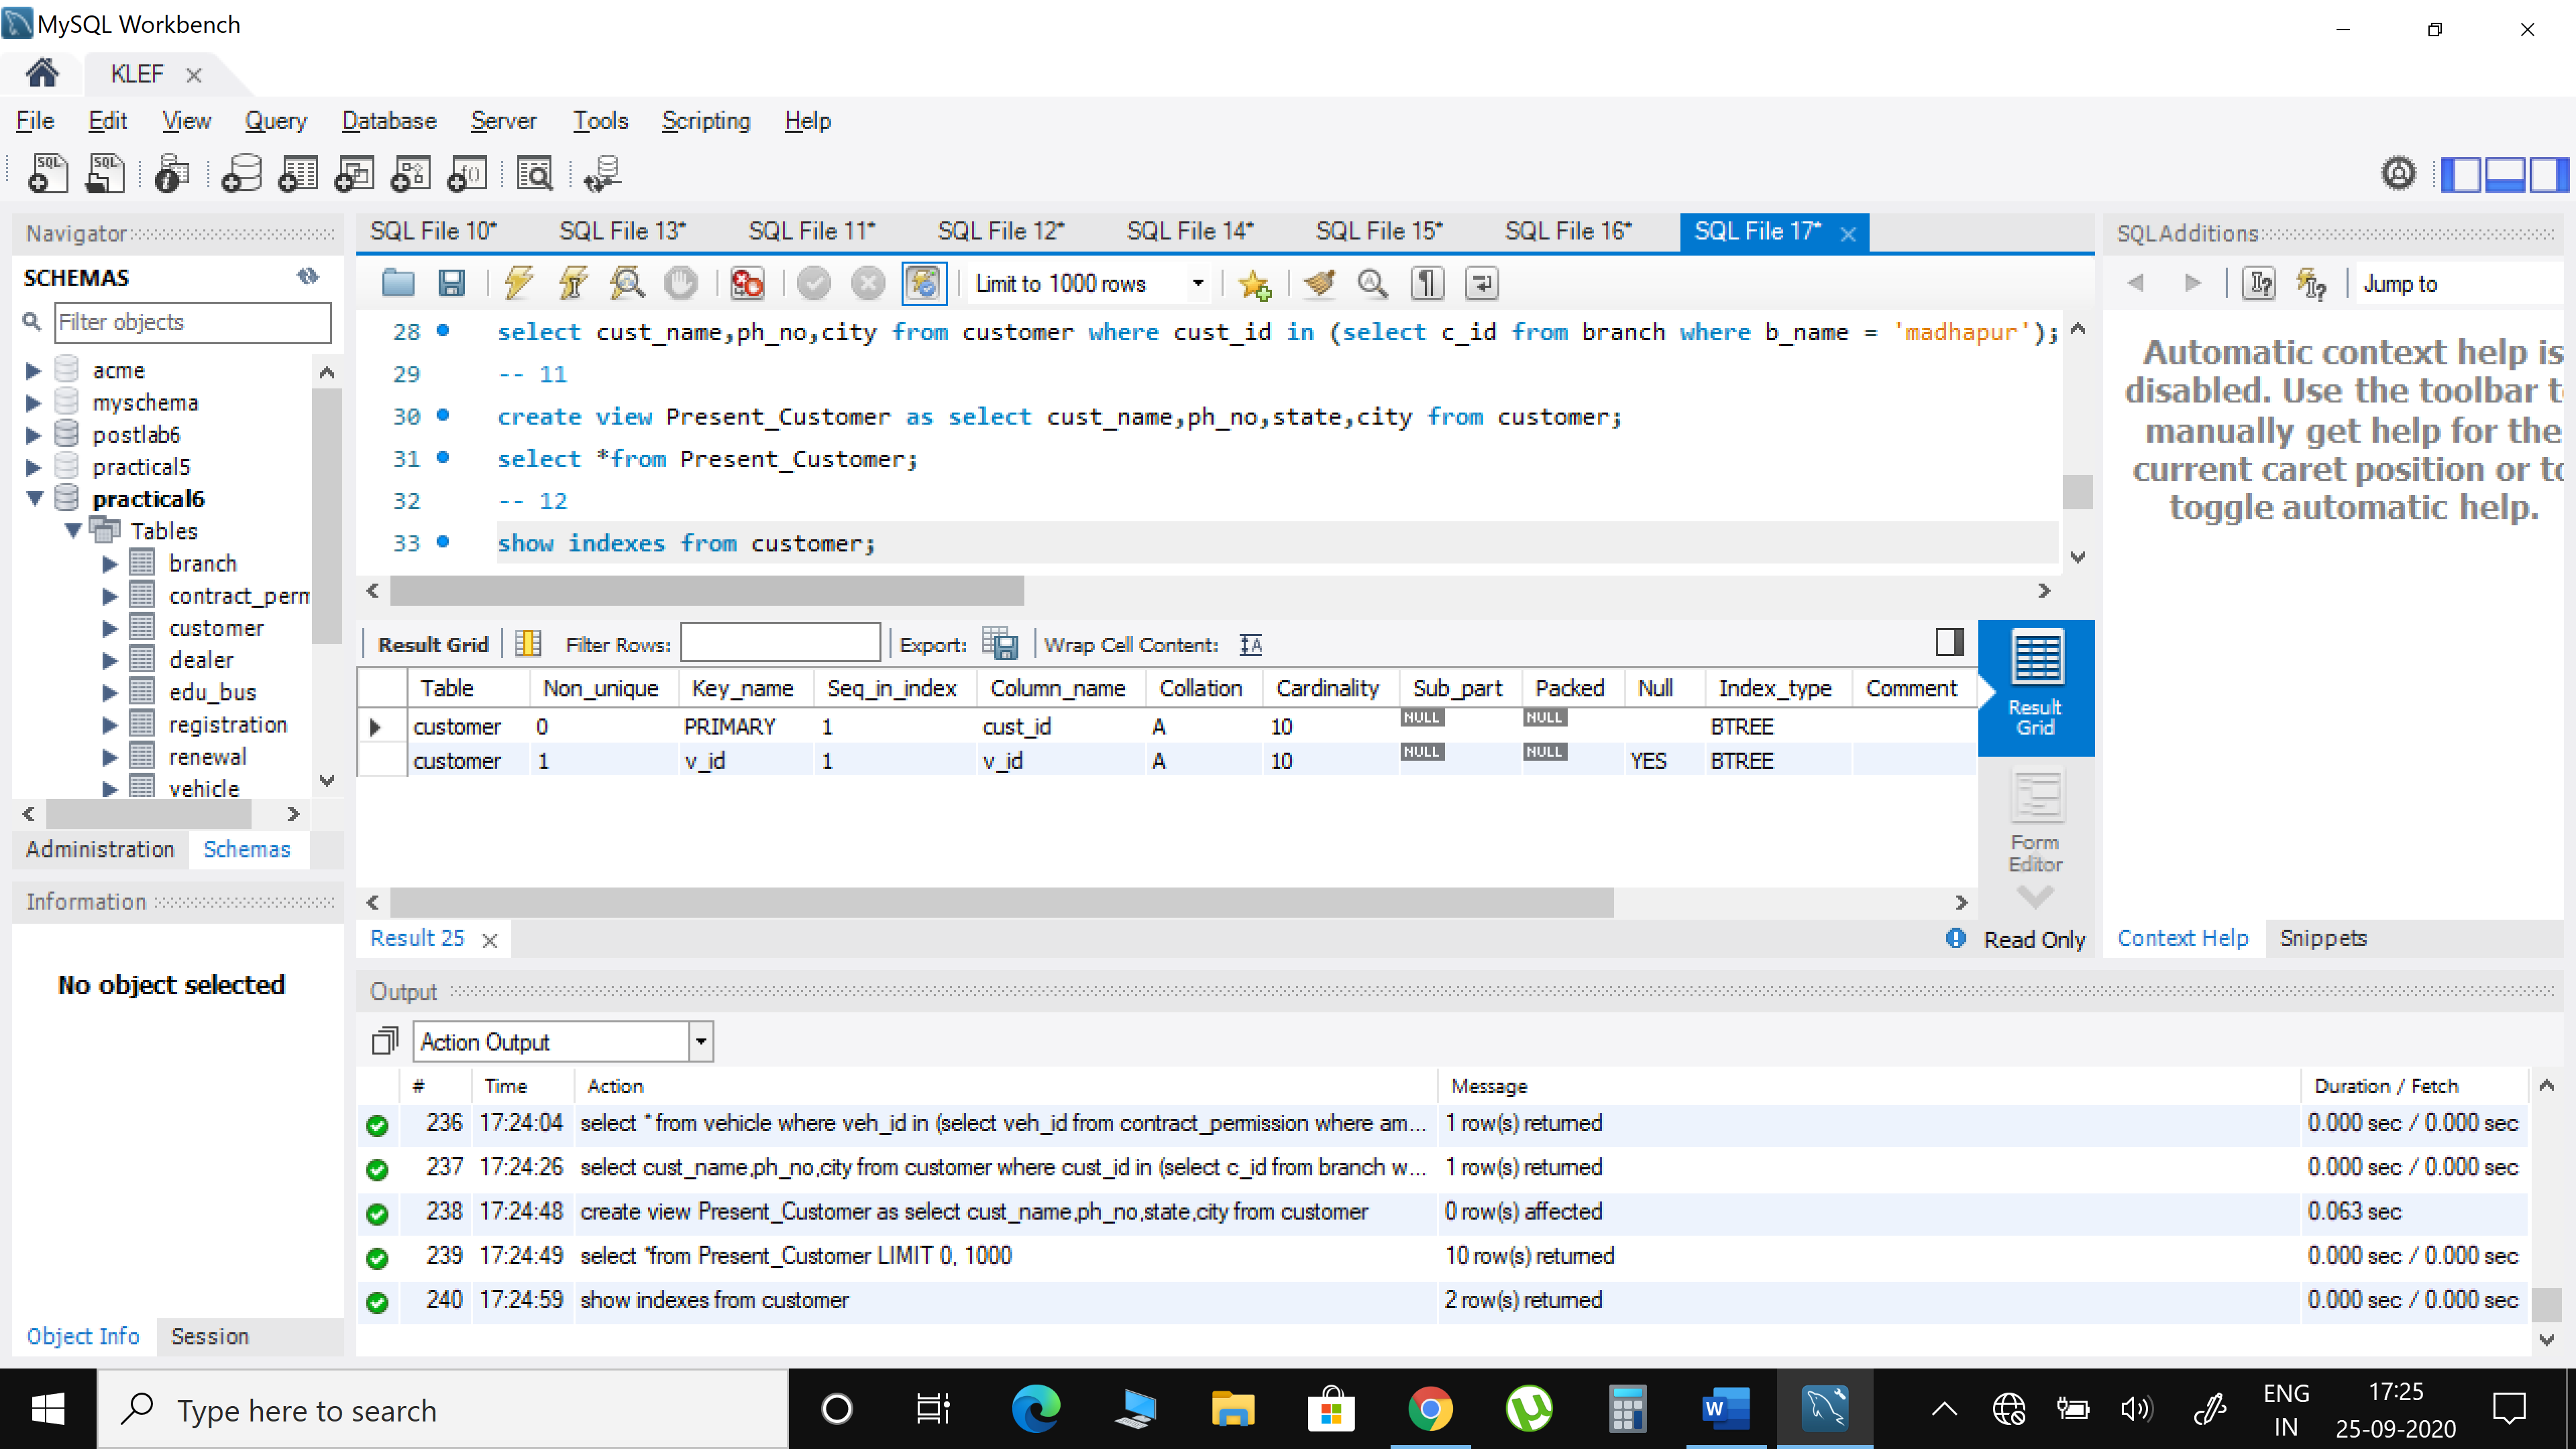 MySQL Workbench
KLEF
File Edit View Query Database Server Tools Scripting Help
Navigator
SCHEMAS
Filter objects
acme
myschema
postlab6
practical5
practical6
Tables
branch
contract_perm
customer
dealer
edu_bus
registration
renewal
vehicle
Administration Schemas
Information
No object selected
Object Info Session
SQL File 10* SQL File 13* SQL File 11* SQL File 12* SQL File 14* SQL File 15* SQL File 16* SQL File 17*
Limit to 1000 rows
28 select cust_name,ph_no,city from customer where cust_id in (select c_id from branch where b_name = 'madhapur');
29 -- 11
30 create view Present_Customer as select cust_name,ph_no,state,city from customer;
31 select *from Present_Customer;
32 -- 12
33 show indexes from customer;
Result Grid Filter Rows: Export: Wrap Cell Content:
Table Non_unique Key_name Seq_in_index Column_name Collation Cardinality Sub_part Packed Null Index_type Comment
customer 0 PRIMARY 1 cust_id A 10 NULL NULL BTREE
customer 1 v_id 1 v_id A 10 NULL NULL YES BTREE
Result
Grid
Form
Editor
Result 25
Read Only
SQLAdditions
Jump to
Automatic context help is
disabled. Use the toolbar t
manually get help for the
current caret position or to
toggle automatic help.
Context Help Snippets
Output
Action Output
# Time Action Message Duration / Fetch
236 17:24:04 select * from vehicle where veh_id in (select veh_id from contract_permission where am... 1 row(s) returned 0.000 sec / 0.000 sec
237 17:24:26 select cust_name,ph_no,city from customer where cust_id in (select c_id from branch w... 1 row(s) returned 0.000 sec / 0.000 sec
238 17:24:48 create view Present_Customer as select cust_name,ph_no,state,city from customer 0 row(s) affected 0.063 sec
239 17:24:49 select *from Present_Customer LIMIT 0, 1000 10 row(s) returned 0.000 sec / 0.000 sec
240 17:24:59 show indexes from customer 2 row(s) returned 0.000 sec / 0.000 sec
Type here to search
ENG
IN
17:25
25-09-2020